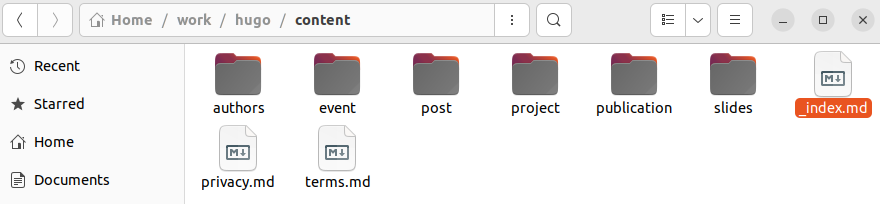 Home / work / hugo / content
Recent
Starred
Home
Documents
authors event post project publication slides _index.md
privacy.md terms.md